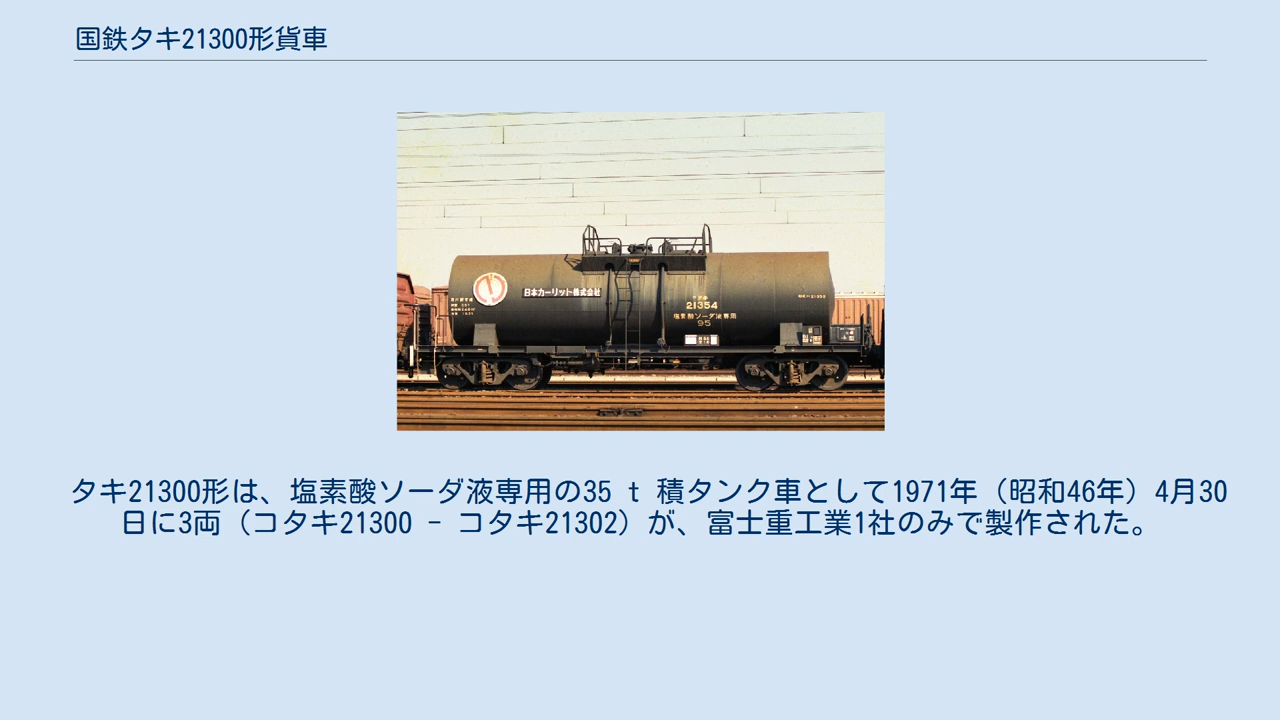 国鉄タキ21300形貨車
日本カーリット株式会社
21354
塩素酸ソーダ液専用
95
タキ21300形は、塩素酸ソーダ液専用の35 t 積タンク車として1971年（昭和46年）4月30
日に3両（コタキ21300 - コタキ21302）が、富士重工業1社のみで製作された。